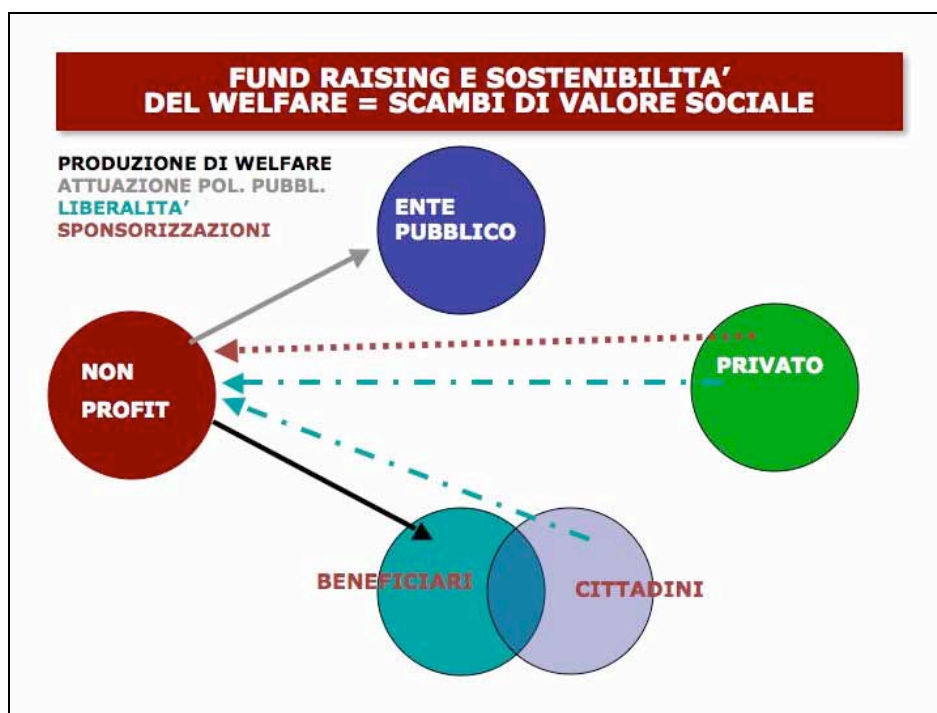 FUND RAISING E SOSTENIBILITA’
DEL WELFARE = SCAMBI DI VALORE SOCIALE
PRODUZIONE DI WELFARE
ATTUAZIONE POL. PUBBL.
LIBERALITA’
SPONSORIZZAZIONI
ENTE
PUBBLICO
NON
PROFIT
PRIVATO
BENEFICIARI
CITTADINI